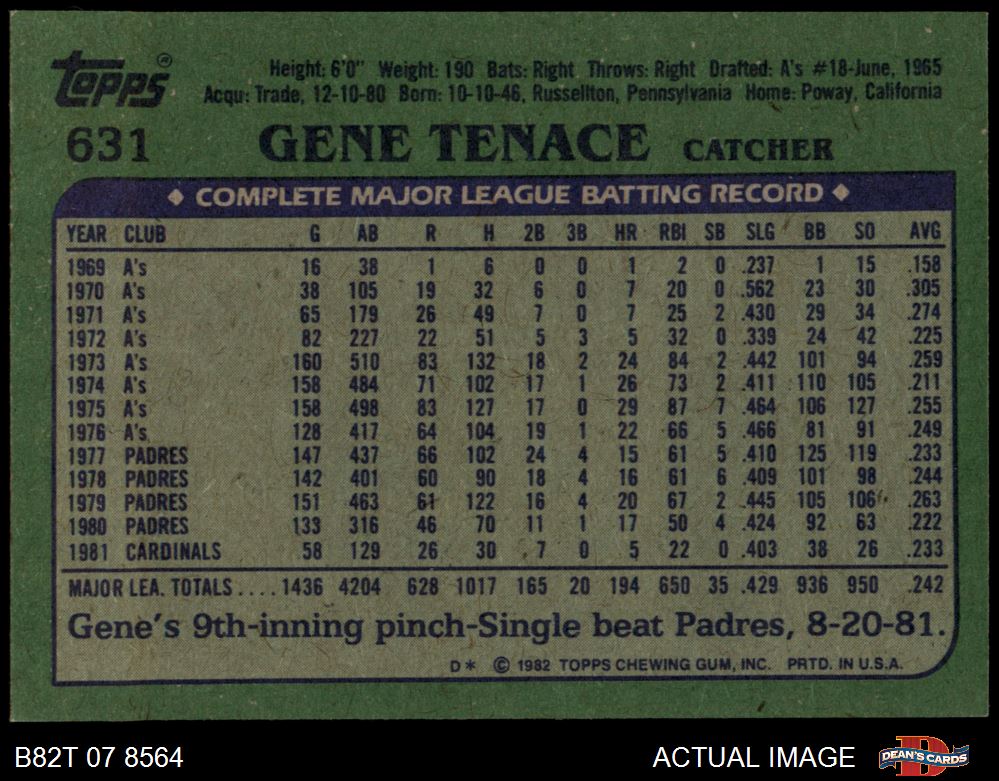 Topps®
Height: 6'0" Weight: 190 Bats: Right Throws: Right Drafted: A's #18-June, 1965
Acqu: Trade, 12-10-80 Born: 10-10-46, Russellton, Pennsylvania Home: Poway, California
631 GENE TENACE CATCHER
◆ COMPLETE MAJOR LEAGUE BATTING RECORD ◆
YEAR CLUB G AB R H 2B 3B HR RBI SB SLG BB SO AVG
1969 A's 16 38 1 6 0 0 1 2 0 .237 1 15 .158
1970 A's 38 105 19 32 6 0 7 20 0 .562 23 30 .305
1971 A's 65 179 26 49 7 0 7 25 2 .430 29 34 .274
1972 A's 82 227 22 51 5 3 5 32 0 .339 24 42 .225
1973 A's 160 510 83 132 18 2 24 84 2 .442 101 94 .259
1974 A's 158 484 71 102 17 1 26 73 2 .411 110 105 .211
1975 A's 158 498 83 127 17 0 29 87 7 .464 106 127 .255
1976 A's 128 417 64 104 19 1 22 66 5 .466 81 91 .249
1977 PADRES 147 437 66 102 24 4 15 61 5 .410 125 119 .233
1978 PADRES 142 401 60 90 18 4 16 61 6 .409 101 98 .244
1979 PADRES 151 463 61 122 16 4 20 67 2 .445 105 106 .263
1980 PADRES 133 316 46 70 11 1 17 50 4 .424 92 63 .222
1981 CARDINALS 58 129 26 30 7 0 5 22 0 .403 38 26 .233
MAJOR LEA. TOTALS .... 1436 4204 628 1017 165 20 194 650 35 .429 936 950 .242
Gene's 9th-inning pinch-Single beat Padres, 8-20-81.
D* © 1982 TOPPS CHEWING GUM, INC. PRTD. IN U.S.A.
B82T 07 8564 ACTUAL IMAGE DEAN'S CARDS